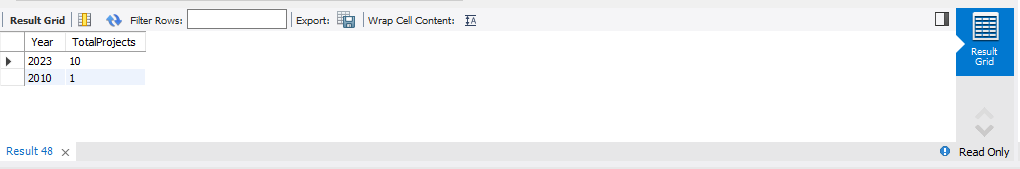 Result Grid Filter Rows: Export: Wrap Cell Content:
Year TotalProjects
2023 10
2010 1
Result Grid
Result 48
Read Only